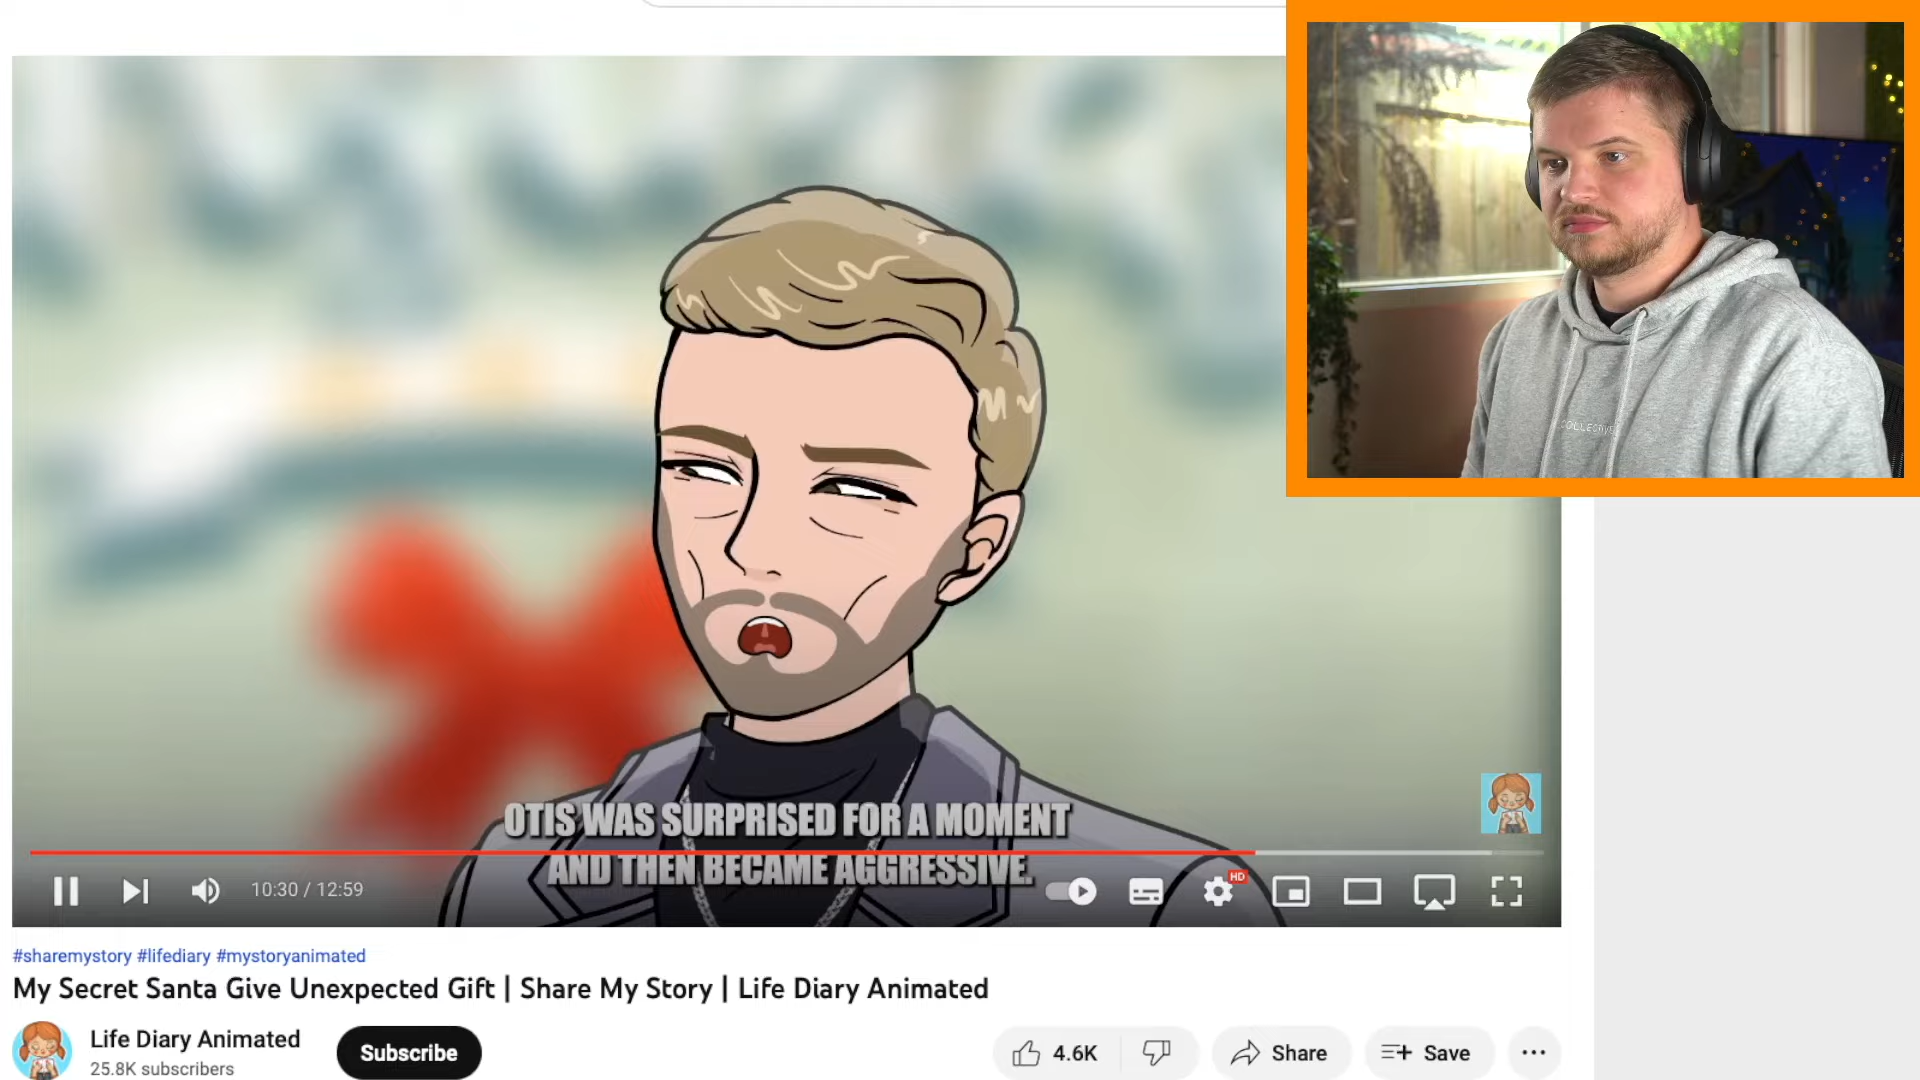 COLLECTIVE
OTIS WAS SURPRISED FOR A MOMENT
AND THEN BECAME AGGRESSIVE.
10:30 / 12:59
HD
#sharemystory #lifediary #mystoryanimated
My Secret Santa Give Unexpected Gift | Share My Story | Life Diary Animated
Life Diary Animated
25.8K subscribers
Subscribe
4.6K
Share
Save